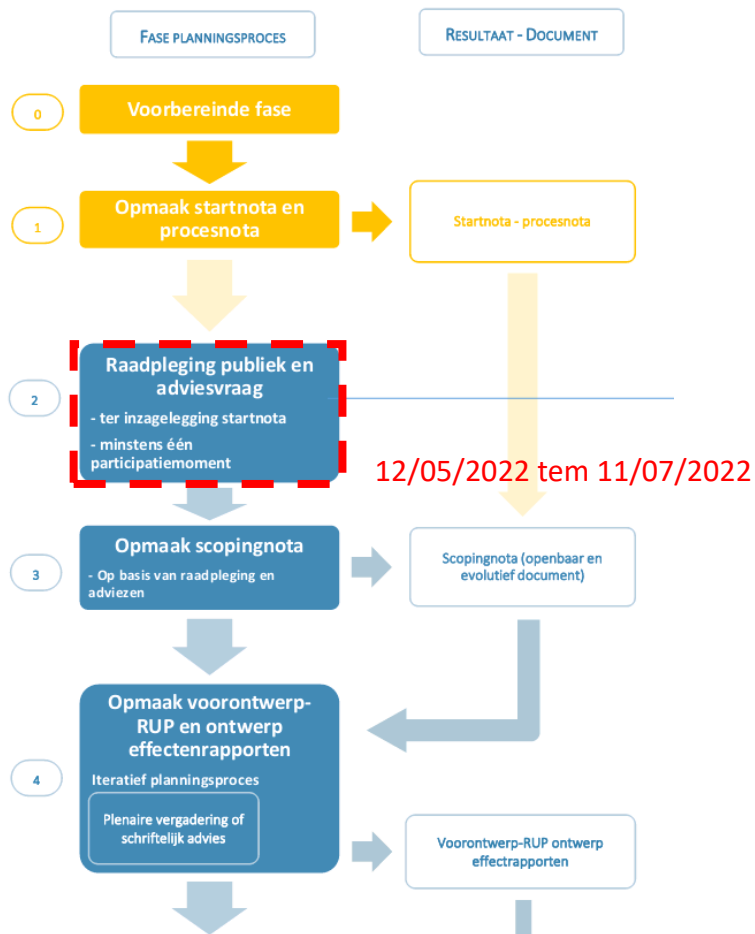 FASE PLANNINGSPROCES
RESULTAAT - DOCUMENT
0
Voorbereinde fase
1
Opmaak startnota en
procesnota
Startnota - procesnota
2
Raadpleging publiek en
adviesvraag
- ter inzagelegging startnota
- minstens één
participatiemoment
12/05/2022 tem 11/07/2022
3
Opmaak scopingnota
- Op basis van raadpleging en
adviezen
Scopingnota (openbaar en
evolutief document)
4
Opmaak voorontwerp-
RUP en ontwerp
effectenrapporten
Iteratief planningsproces
Plenaire vergadering of
schriftelijk advies
Voorontwerp-RUP ontwerp
effectrapporten